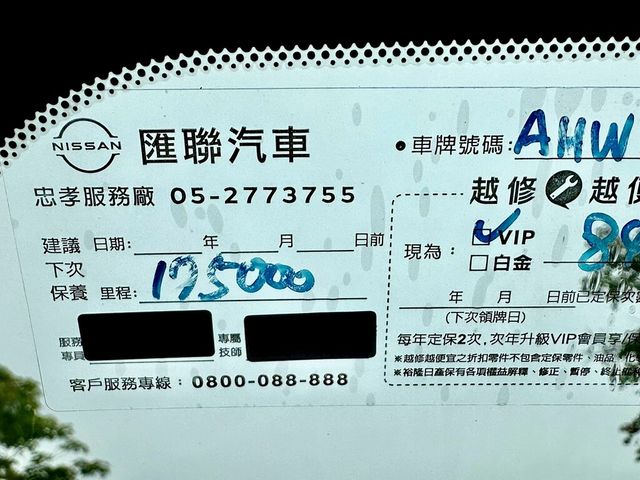 NISSAN 匯聯汽車
忠孝服務廠 05-2773755
建議 日期: 年 月 日前
下次
保養 里程: 175000
服務
專員
專屬
技師
客戶服務專線：0800-088-888
•車牌號碼: AHW
越修 越便
現為： ☑VIP
□白金
年 月 日前已定保次
(下次領牌日)
每年定保2次,次年升級VIP會員享/保
※越修越便宜之折扣零件不包含定保零件、油品、化
※裕隆日產保有各項權益解釋、修正、暫停、終止